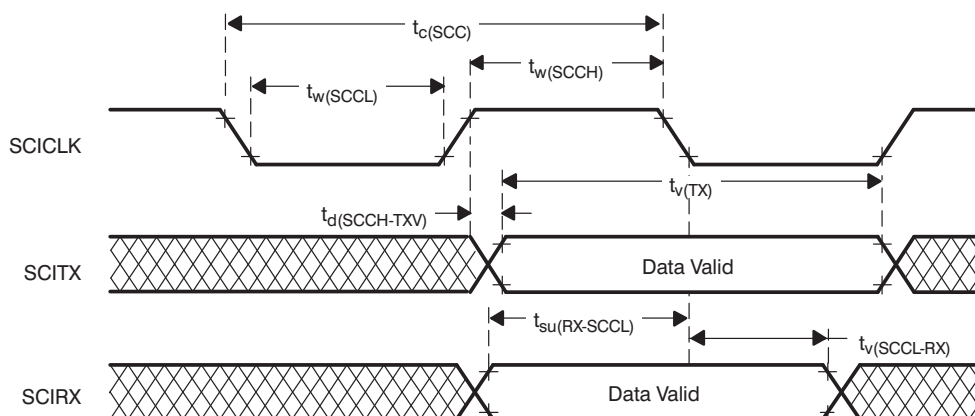 tc(SCC)
tw(SCCH)
tw(SCCL)
SCICLK
tv(TX)
td(SCCH-TXV)
SCITX
Data Valid
tsu(RX-SCCL)
tv(SCCL-RX)
SCIRX
Data Valid